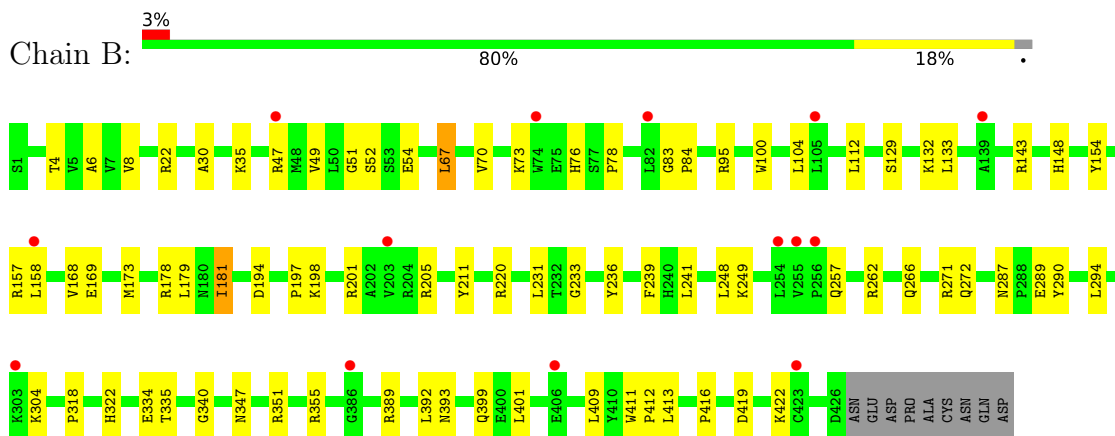 3%
Chain B:
80%
18%
•
S1 T4 V5 A6 V7 V8 R22 A30 K35 R47 M48 V49 L50 G51 S52 S53 E54 L67 V70 K73 W74 E75 H76 S77 P78 L82 G83 P84 R95 W100 L104 L105 L112 S129 K132 L133 A139 R143 H148 Y154
R157 L158 V168 E169 M173 R178 L179 N180 I181 D194 P197 K198 R201 A202 V203 R204 R205 Y211 R220 L231 T232 G233 Y236 F239 H240 L241 L248 K249 L254 V255 P256 Q257 R262 Q266 R271 Q272 N287 P288 E289 Y290 L294
K303 K304 P318 H322 E334 T335 G340 N347 R351 R355 G386 R389 L392 N393 Q399 E400 L401 E406 L409 Y410 W411 P412 L413 P416 D419 K422 C423 D426 ASN GLU ASP PRO ALA CYS ASN GLN ASP